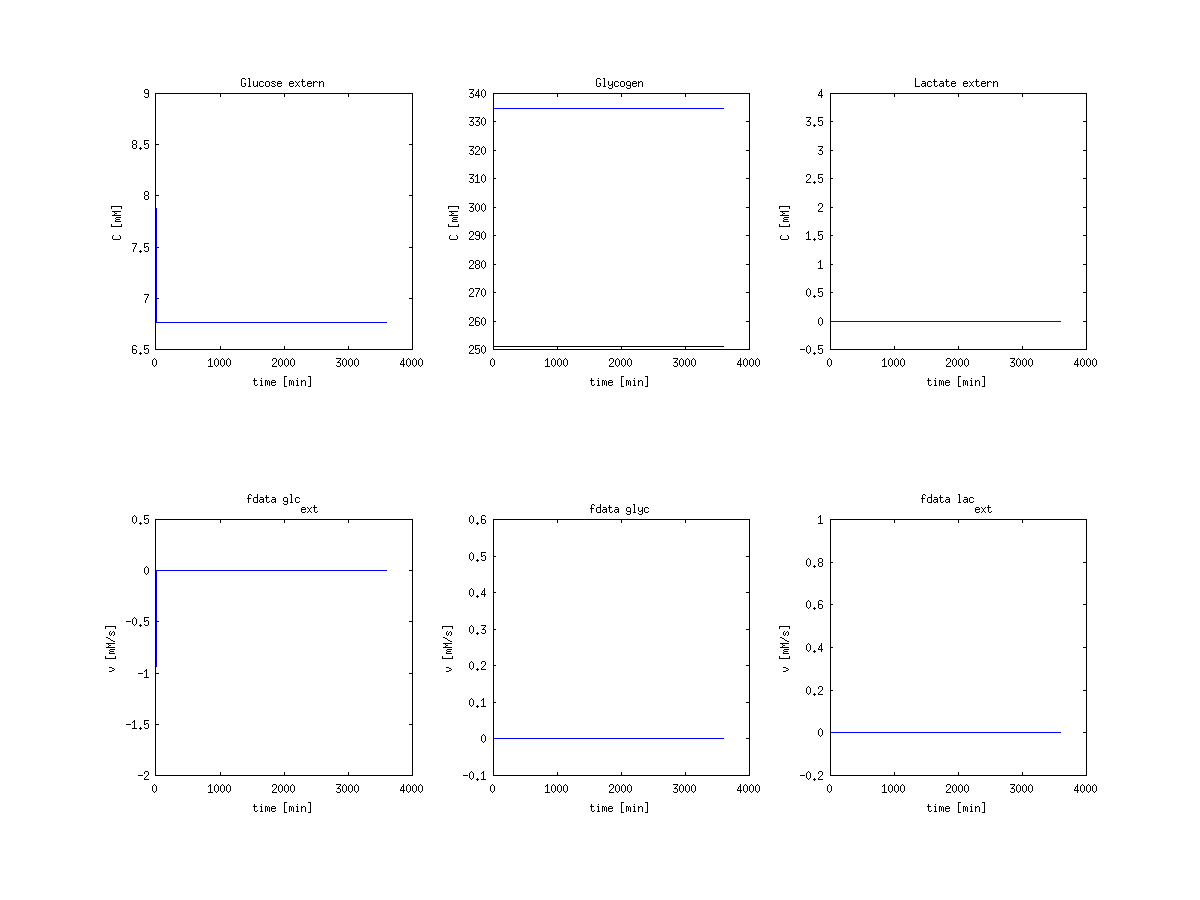 Glucose extern
9
8.5
8
7.5
7
6.5
C [mM]
0 1000 2000 3000 4000
time [min]
Glycogen
340
330
320
310
300
290
280
270
260
250
C [mM]
0 1000 2000 3000 4000
time [min]
Lactate extern
4
3.5
3
2.5
2
1.5
1
0.5
0
-0.5
C [mM]
0 1000 2000 3000 4000
time [min]
fdata glc
ext
0.5
0
-0.5
-1
-1.5
-2
v [mM/s]
0 1000 2000 3000 4000
time [min]
fdata glyc
0.6
0.5
0.4
0.3
0.2
0.1
0
-0.1
v [mM/s]
0 1000 2000 3000 4000
time [min]
fdata lac
ext
1
0.8
0.6
0.4
0.2
0
-0.2
v [mM/s]
0 1000 2000 3000 4000
time [min]